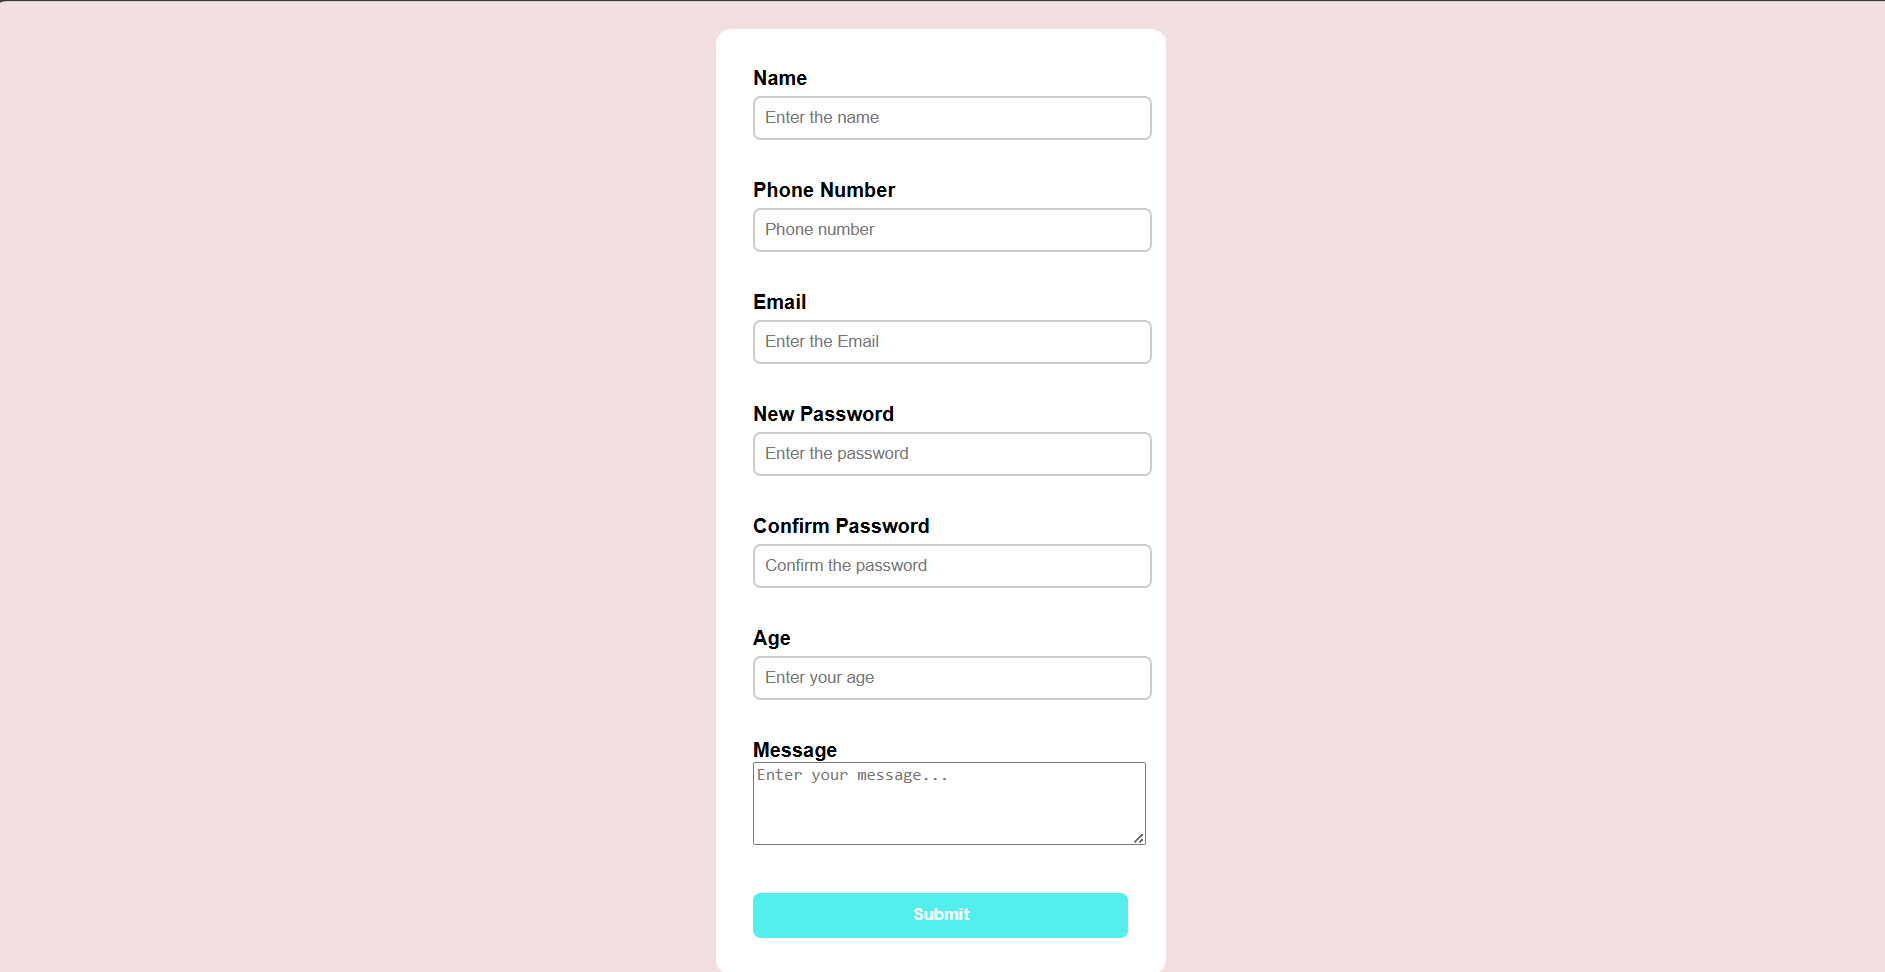 Name
Enter the name
Phone Number
Phone number
Email
Enter the Email
New Password
Enter the password
Confirm Password
Confirm the password
Age
Enter your age
Message
Enter your message...
Submit